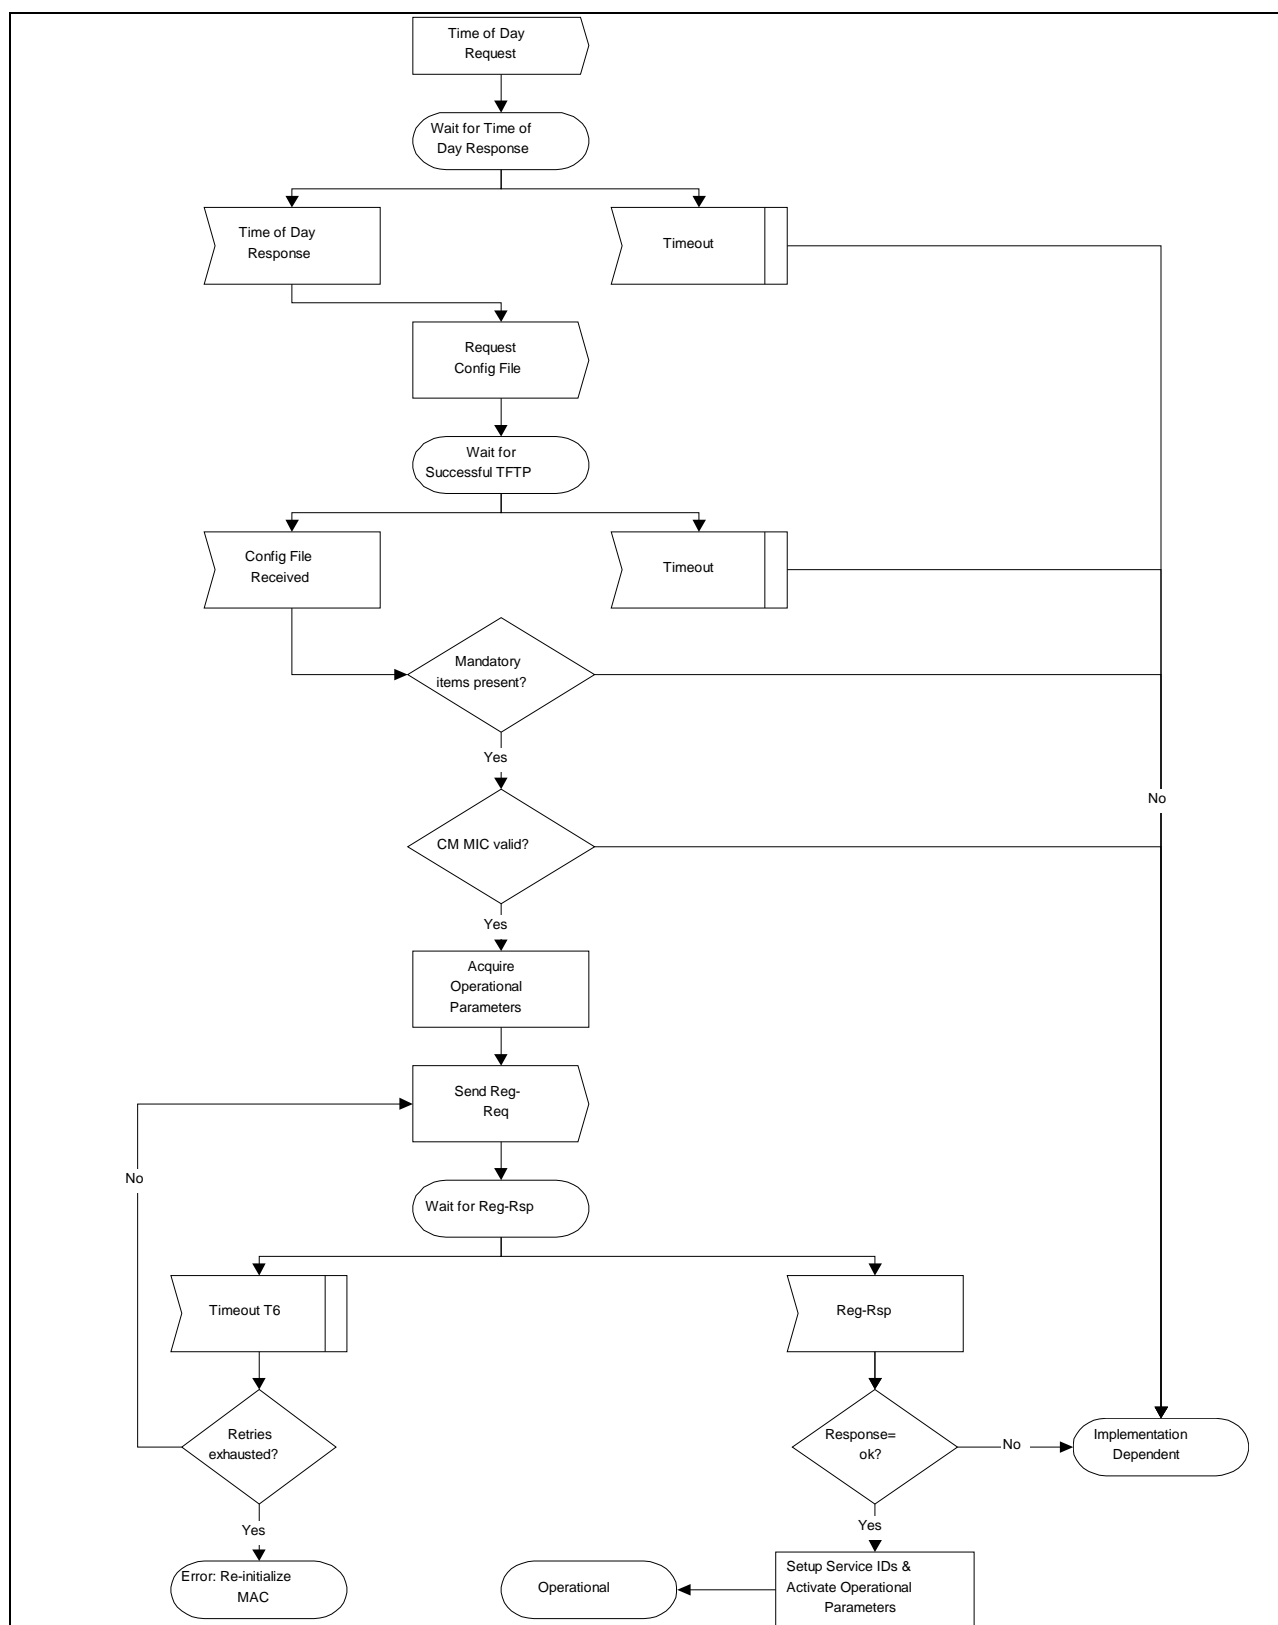 Time of Day
Request
Wait for Time of
Day Response
Time of Day
Response
Timeout
Request
Config File
Wait for
Successful TFTP
Config File
Received
Timeout
Mandatory
items present?
Yes
No
CM MIC valid?
Yes
Acquire
Operational
Parameters
Send Reg-
Req
No
Wait for Reg-Rsp
Timeout T6
Reg-Rsp
Retries
exhausted?
Response=
ok?
No
Implementation
Dependent
Yes
Yes
Error: Re-initialize
MAC
Operational
Setup Service IDs &
Activate Operational
Parameters